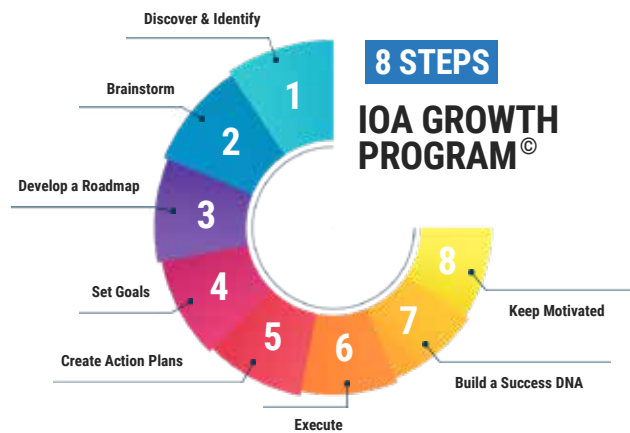 8 STEPS
IOA GROWTH
PROGRAM©
Discover & Identify
1
Brainstorm
2
Develop a Roadmap
3
Set Goals
4
Create Action Plans
5
Execute
6
Build a Success DNA
7
Keep Motivated
8